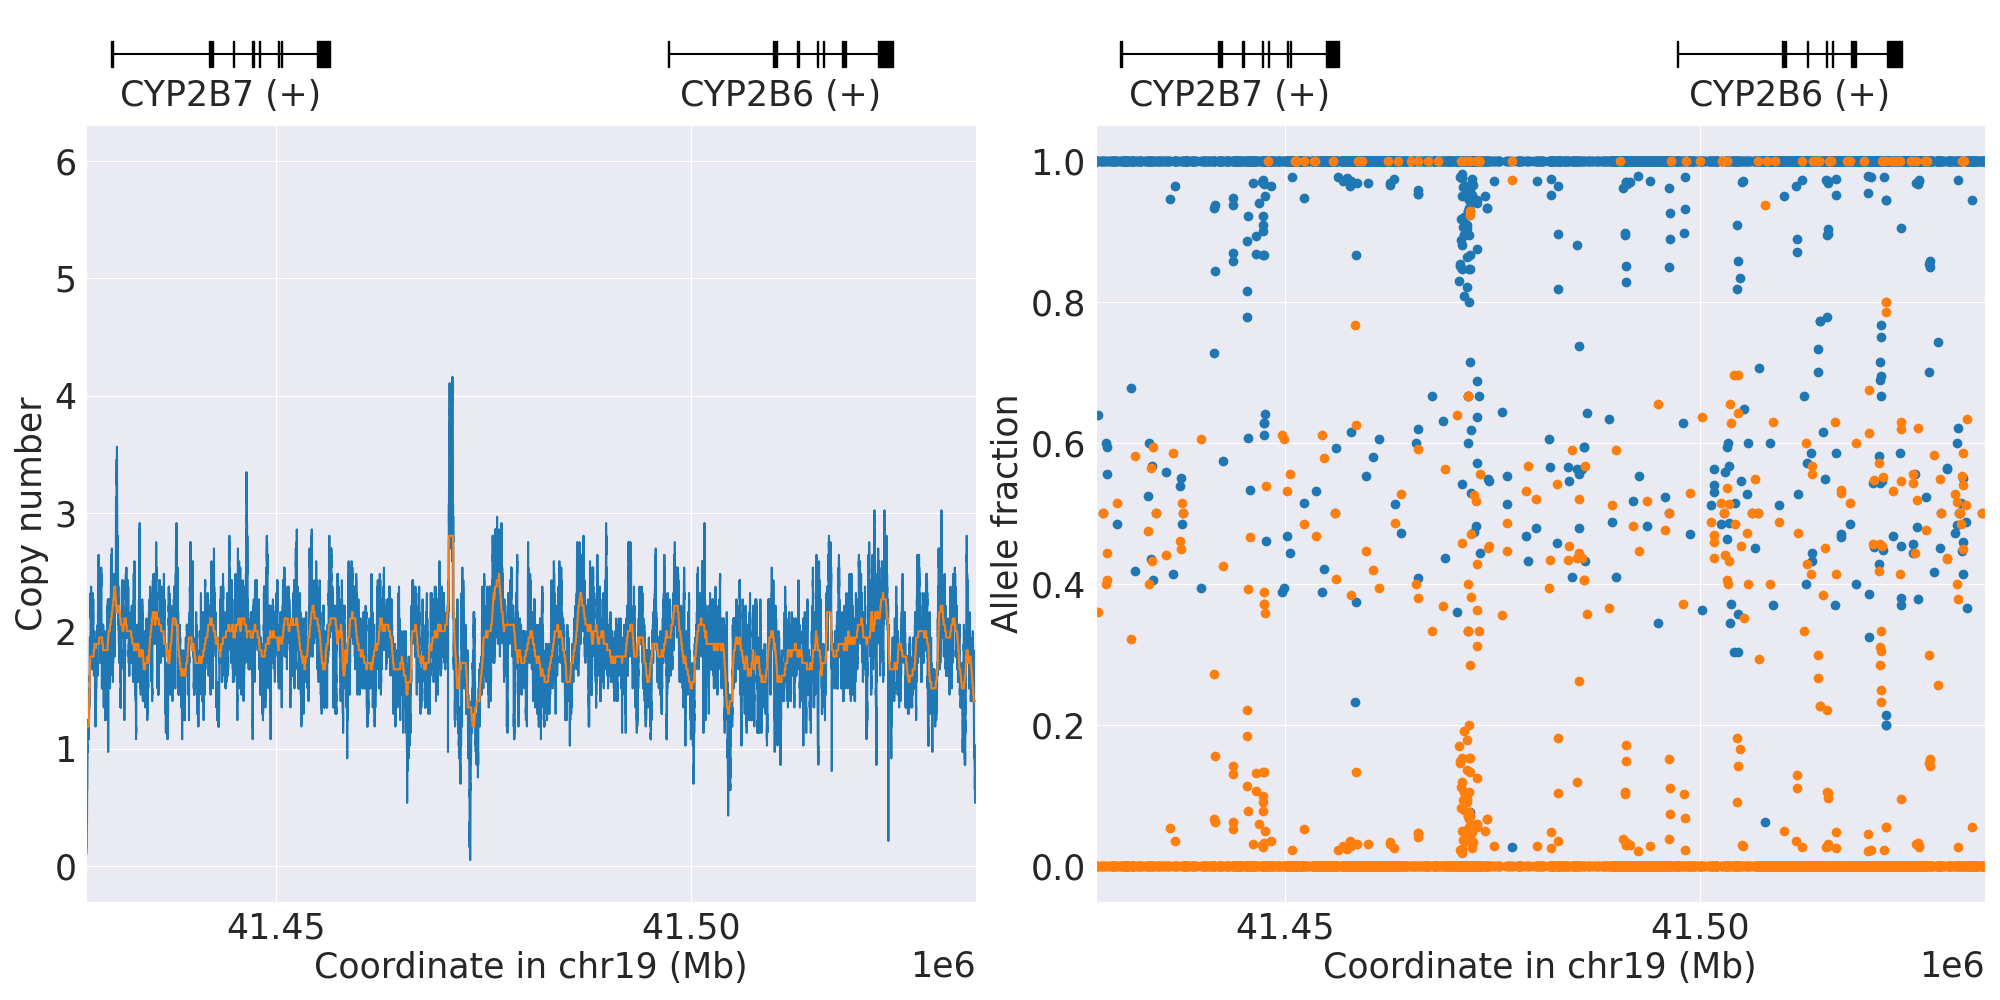 CYP2B7 (+)
CYP2B6 (+)
CYP2B7 (+)
CYP2B6 (+)
6
5
4
3
2
1
0
Copy number
41.45
41.50
Coordinate in chr19 (Mb)
1e6
1.0
0.8
0.6
0.4
0.2
0.0
Allele fraction
41.45
41.50
Coordinate in chr19 (Mb)
1e6